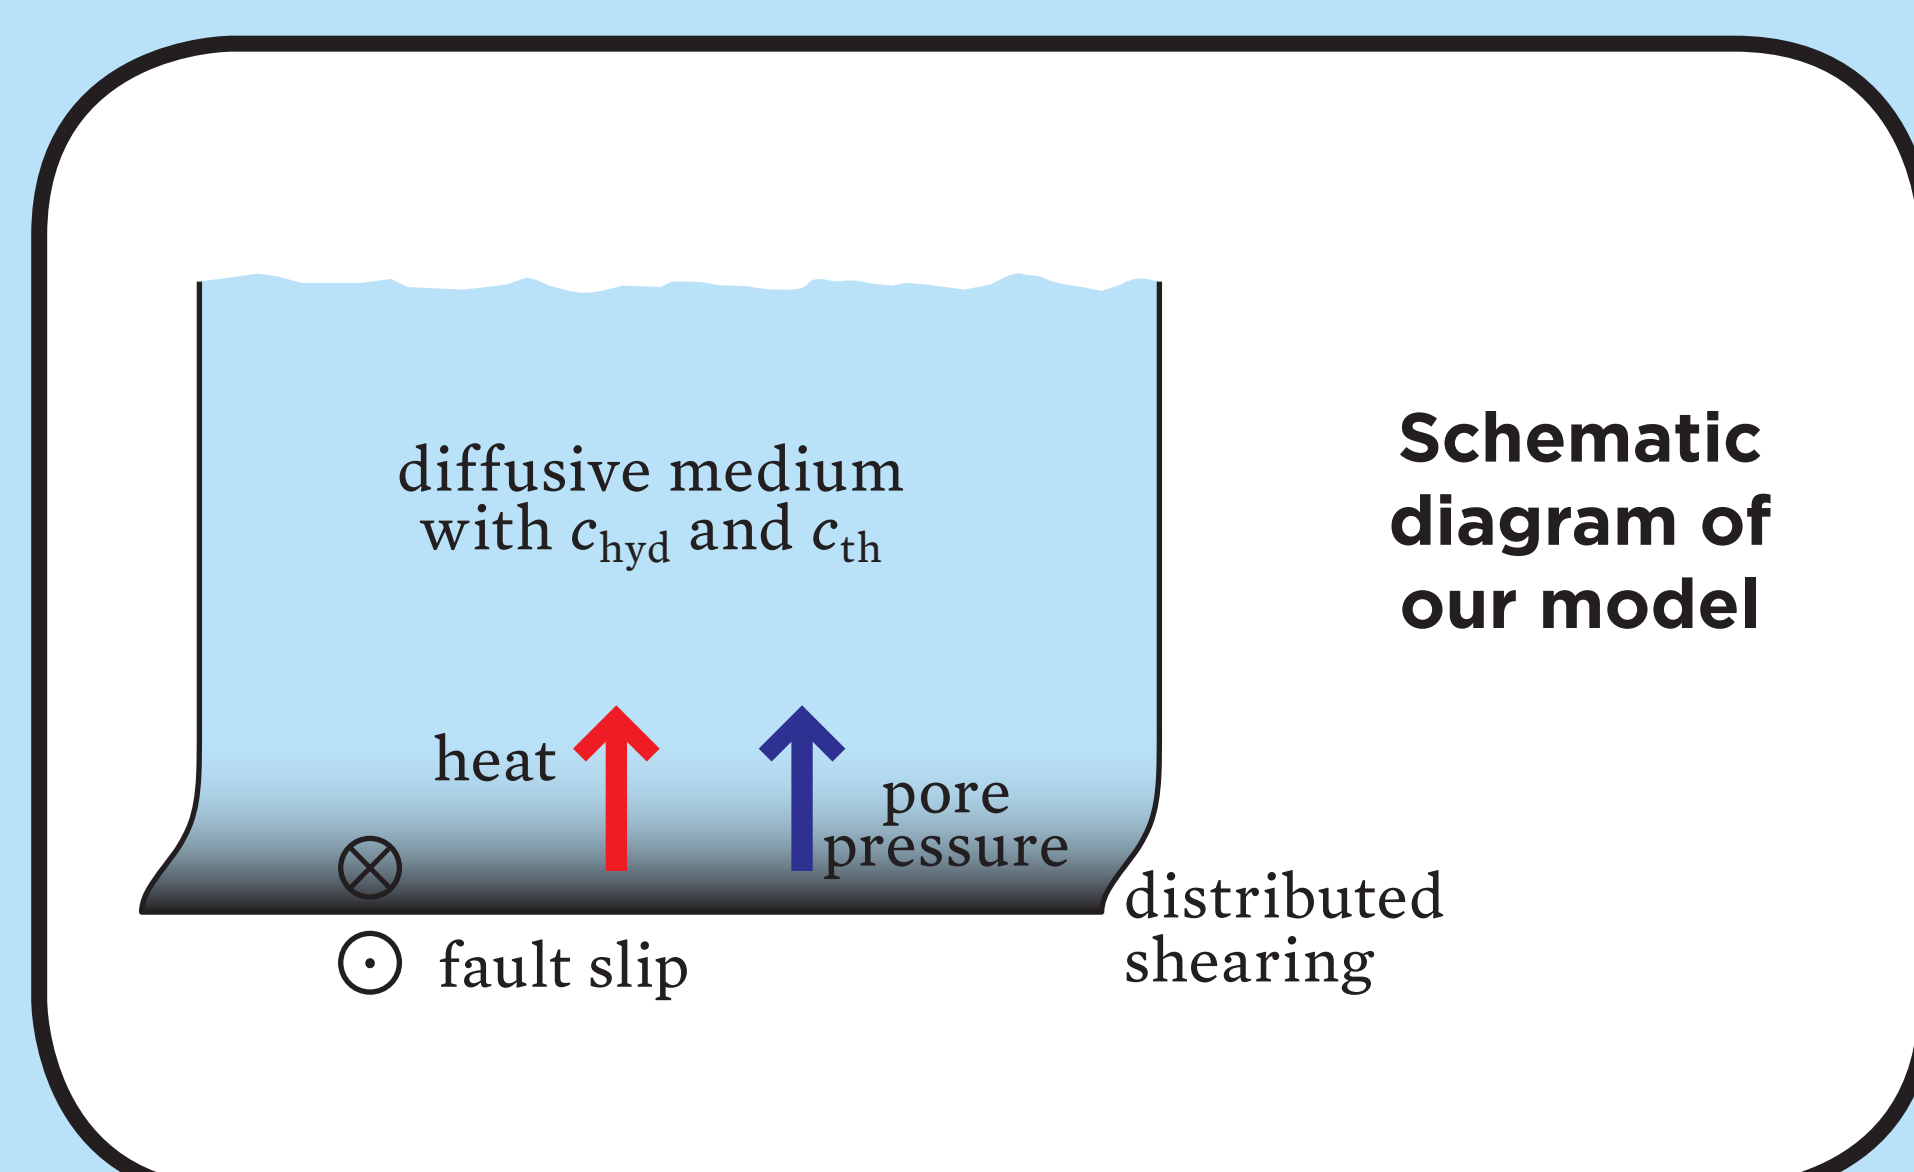 diffusive medium
with c_hyd and c_th
Schematic
diagram of
our model
heat
pore
pressure
distributed
shearing
fault slip